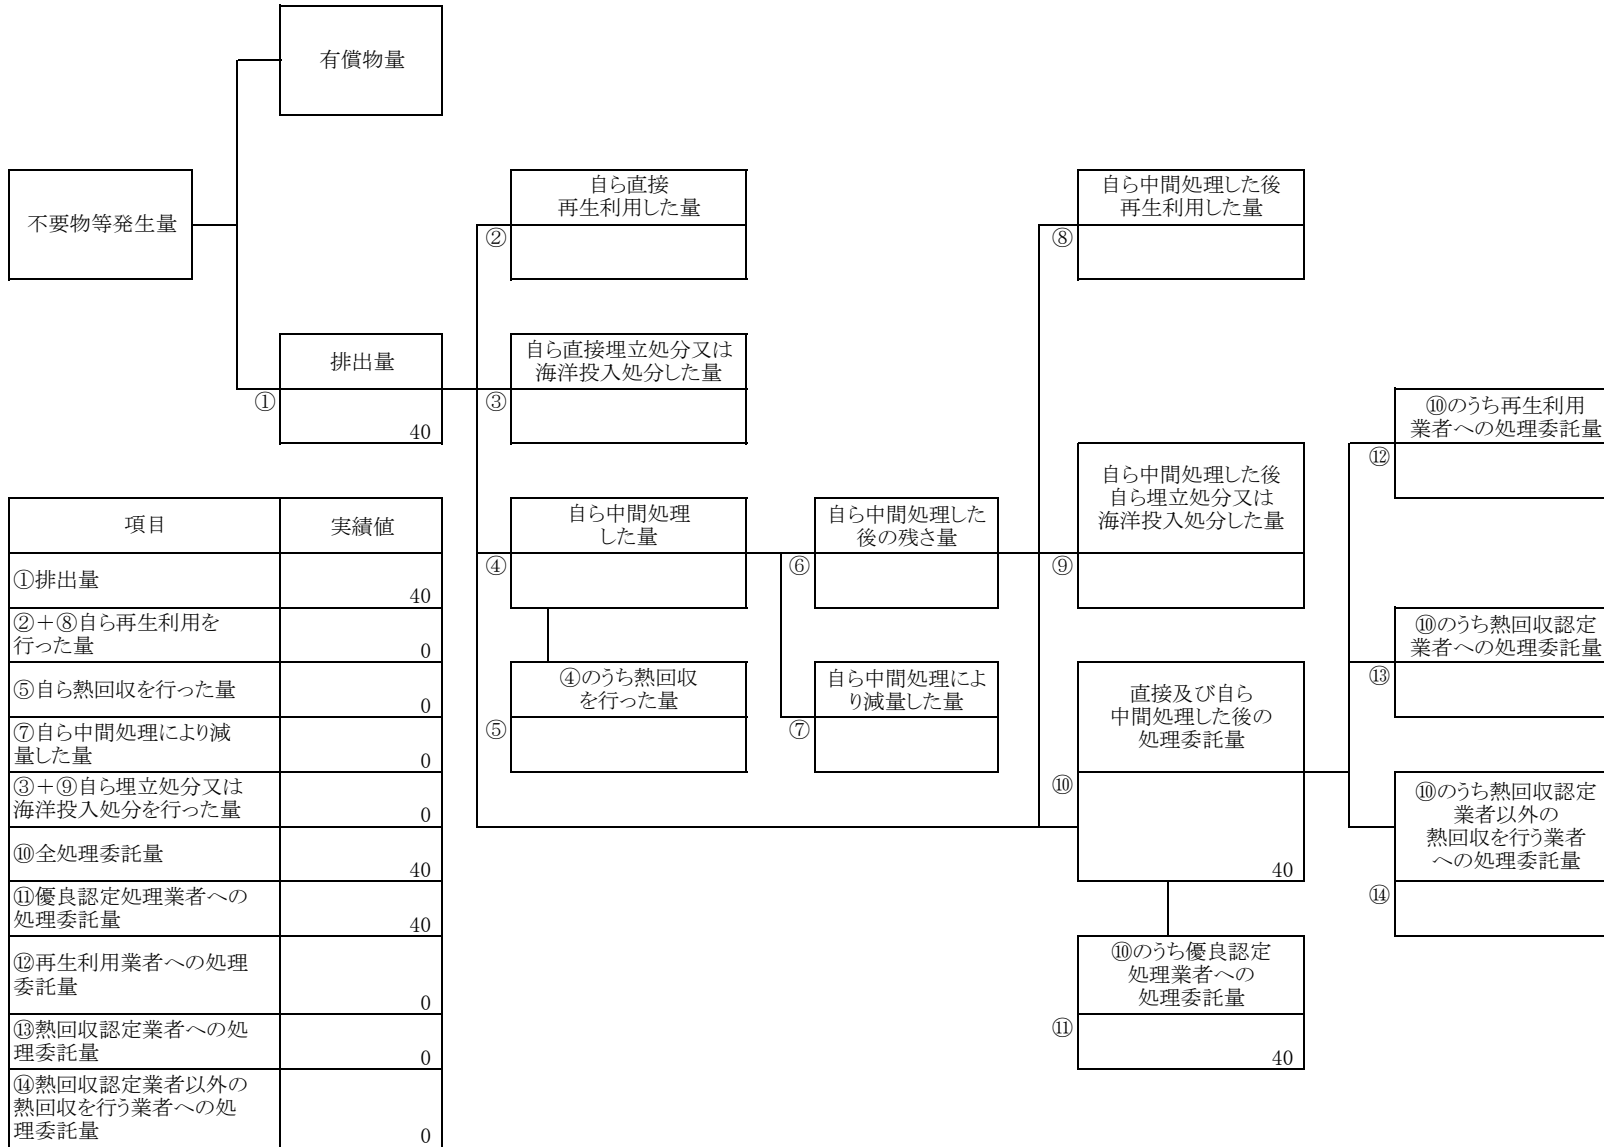 有償物量
不要物等発生量
自ら直接
再生利用した量
②
自ら中間処理した後
再生利用した量
⑧
排出量
①
40
自ら直接埋立処分又は
海洋投入処分した量
③
⑩のうち再生利用
業者への処理委託量
⑫
自ら中間処理した後
自ら埋立処分又は
海洋投入処分した量
⑨
自ら中間処理
した量
④
自ら中間処理した
後の残さ量
⑥
⑩のうち熱回収認定
業者への処理委託量
⑬
④のうち熱回収
を行った量
⑤
自ら中間処理によ
り減量した量
⑦
直接及び自ら
中間処理した後の
処理委託量
⑩
40
⑩のうち熱回収認定
業者以外の
熱回収を行う業者
への処理委託量
⑭
⑩のうち優良認定
処理業者への
処理委託量
⑪
40
項目 実績値
①排出量 40
②+⑧自ら再生利用を
行った量 0
⑤自ら熱回収を行った量 0
⑦自ら中間処理により減
量した量 0
③+⑨自ら埋立処分又は
海洋投入処分を行った量 0
⑩全処理委託量 40
⑪優良認定処理業者への
処理委託量 40
⑫再生利用業者への処理
委託量 0
⑬熱回収認定業者への処
理委託量 0
⑭熱回収認定業者以外の
熱回収を行う業者への処
理委託量 0